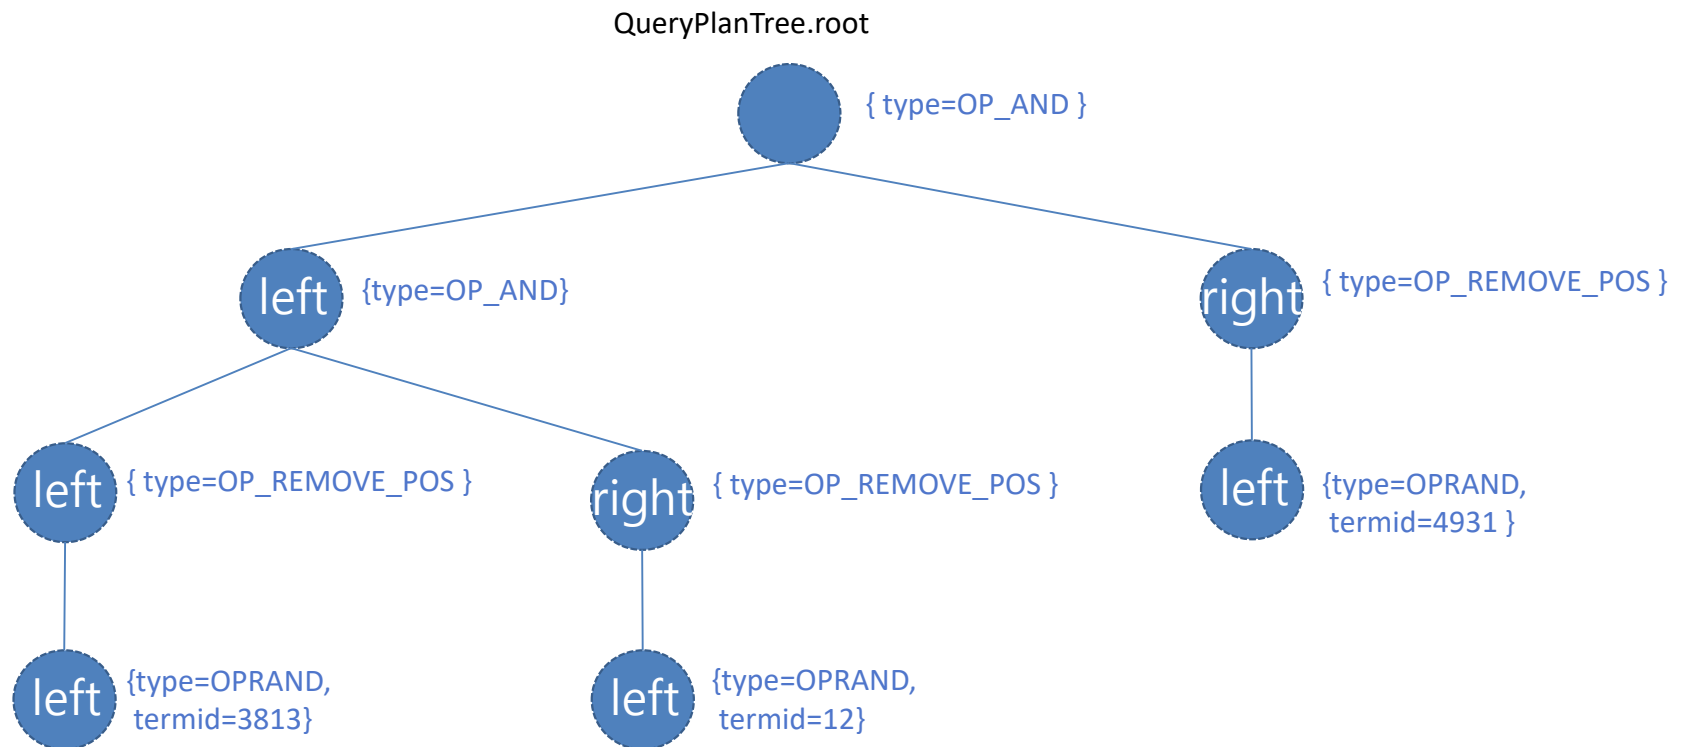 QueryPlanTree.root
{ type=OP_AND }
left
{type=OP_AND}
right
{ type=OP_REMOVE_POS }
left
{ type=OP_REMOVE_POS }
right
{ type=OP_REMOVE_POS }
left
{type=OPRAND,
termid=4931 }
left
{type=OPRAND,
termid=3813}
left
{type=OPRAND,
termid=12}